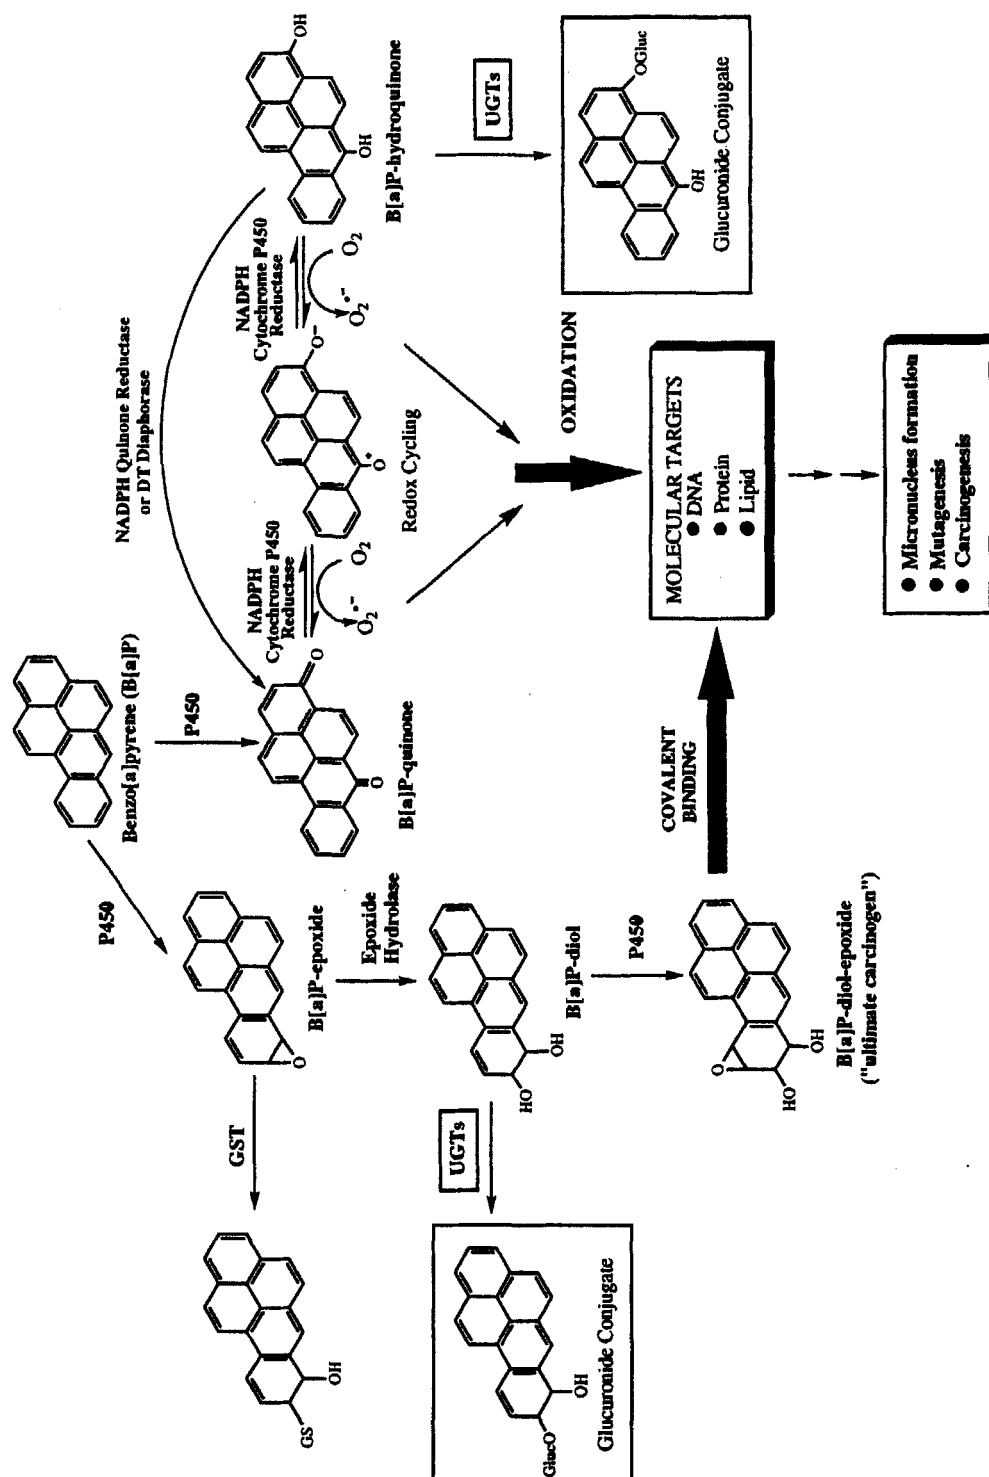 Benzo[a]pyrene (B[a]P)
P450
P450
NADPH Quinone Reductase
or DT Diaphorase
GS
OH
GST
O
B[a]P-epoxide
O
O
B[a]P-quinone
NADPH
Cytochrome P450
Reductase
O2
O2•-
O•
O-
Redox Cycling
NADPH
Cytochrome P450
Reductase
O2
O2•-
OH
OH
B[a]P-hydroquinone
Epoxide
Hydrolase
UGTs
HO
OH
B[a]P-diol
UGTs
GlucO
OH
Glucuronide Conjugate
OGluc
OH
Glucuronide Conjugate
P450
O
HO
OH
B[a]P-diol-epoxide
("ultimate carcinogen")
COVALENT
BINDING
OXIDATION
MOLECULAR TARGETS
● DNA
● Protein
● Lipid
● Micronucleus formation
● Mutagenesis
● Carcinogenesis